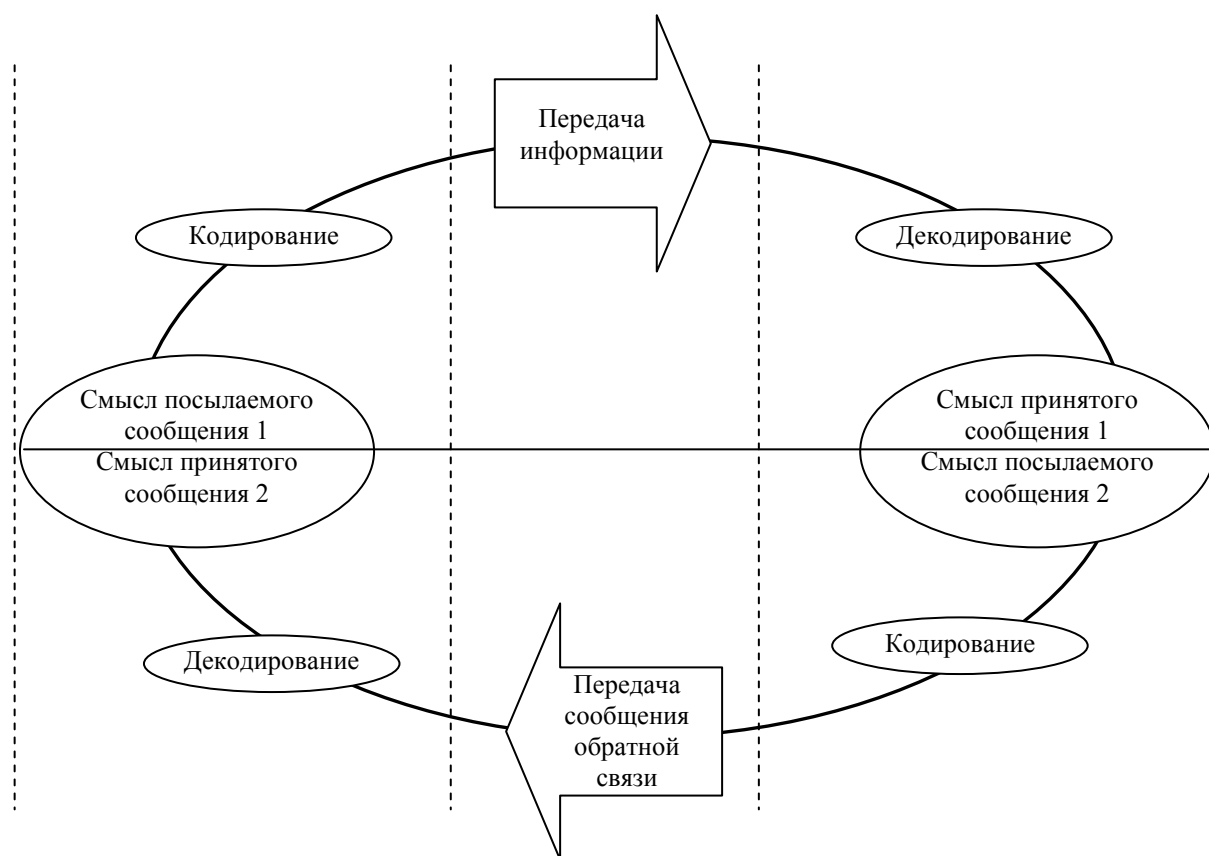 Передача
информации
Кодирование
Декодирование
Смысл посылаемого
сообщения 1
Смысл принятого
сообщения 2
Смысл принятого
сообщения 1
Смысл посылаемого
сообщения 2
Декодирование
Передача
сообщения
обратной
связи
Кодирование